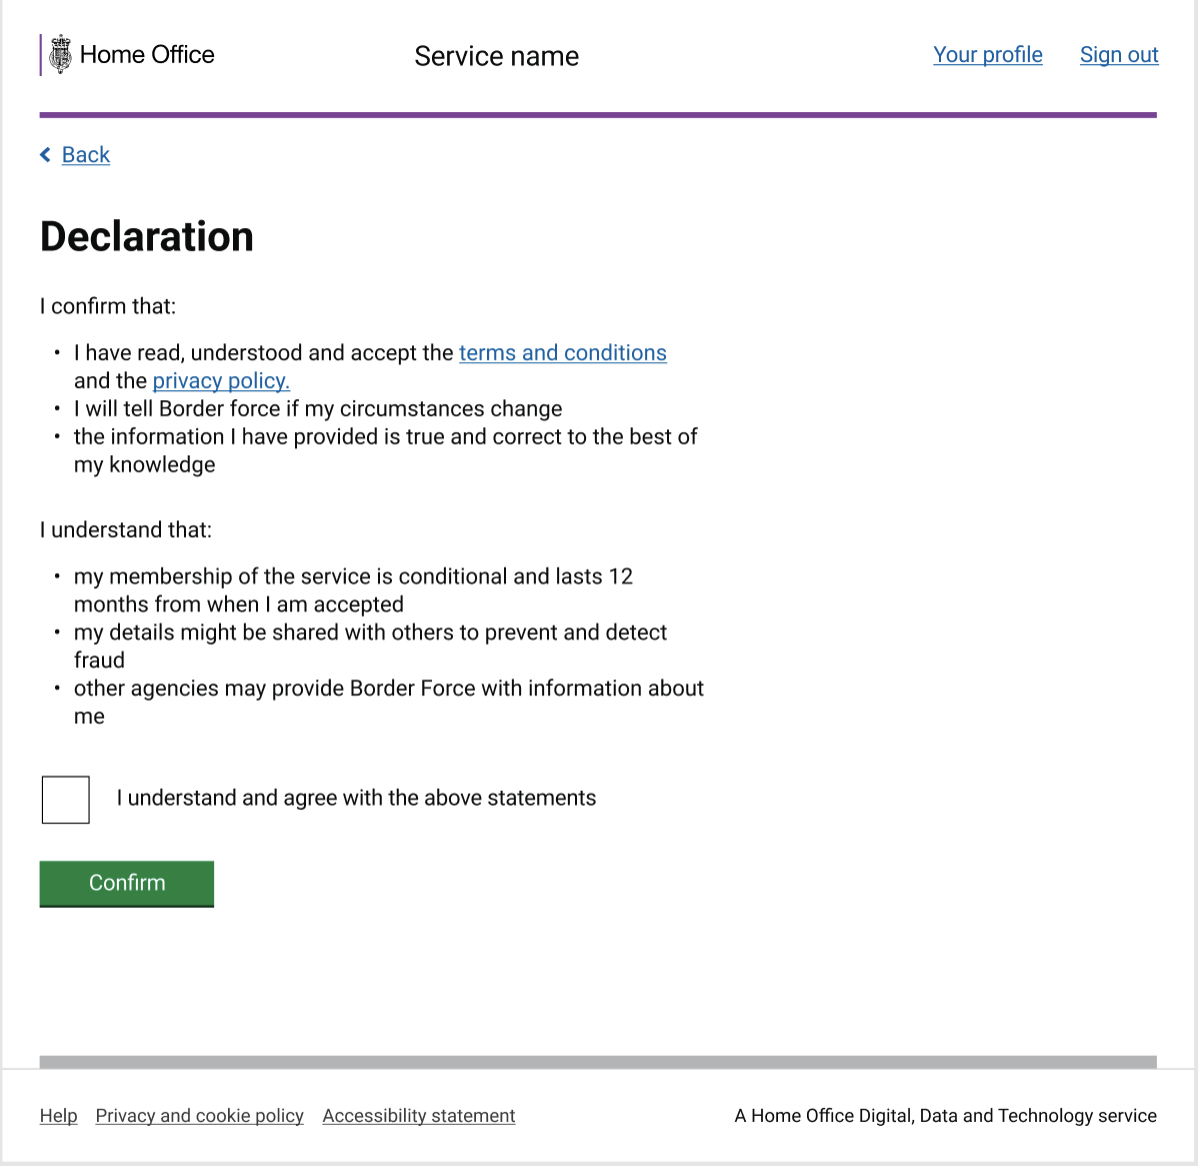 Home Office
Service name
Your profile
Sign out
Back
Declaration
I confirm that:
• I have read, understood and accept the terms and conditions
and the privacy policy.
• I will tell Border force if my circumstances change
• the information I have provided is true and correct to the best of
my knowledge
I understand that:
• my membership of the service is conditional and lasts 12
months from when I am accepted
• my details might be shared with others to prevent and detect
fraud
• other agencies may provide Border Force with information about
me
I understand and agree with the above statements
Confirm
Help
Privacy and cookie policy
Accessibility statement
A Home Office Digital, Data and Technology service